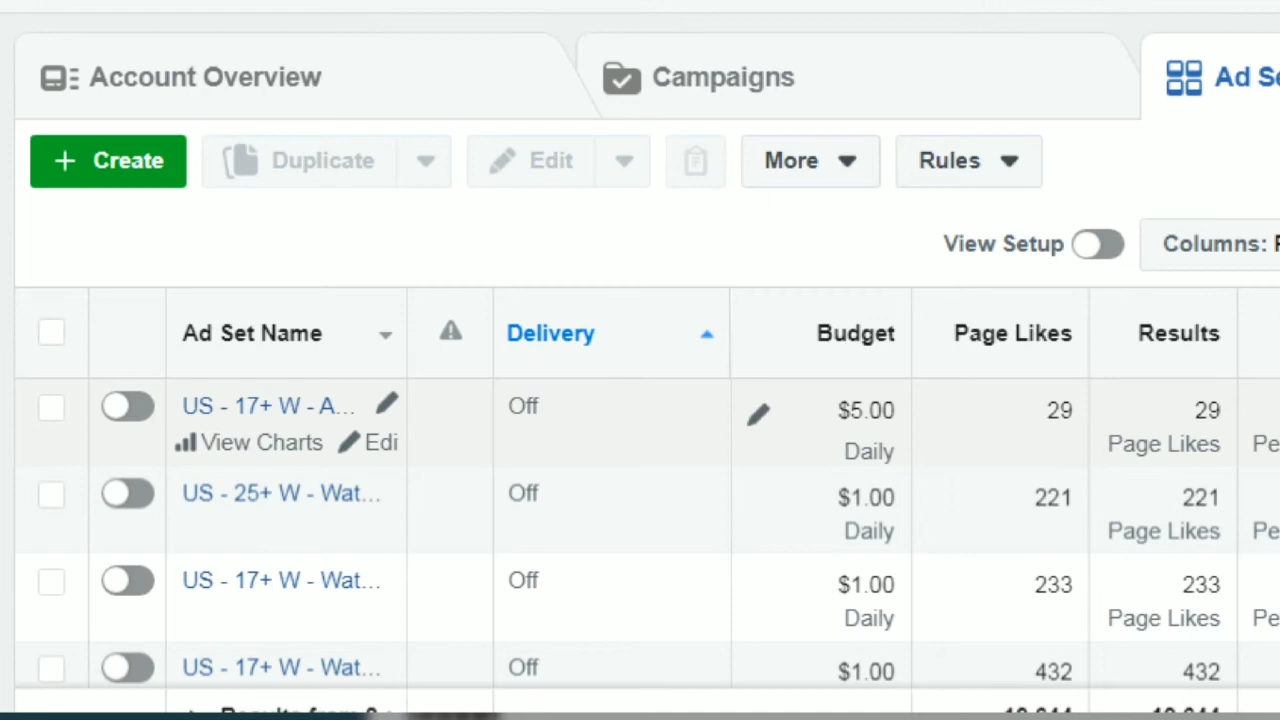 Account Overview
Campaigns
Ad Se
+ Create
Duplicate
Edit
More
Rules
View Setup
Columns:
Ad Set Name
Delivery
Budget
Page Likes
Results
US - 17+ W - A...
Off
$5.00
29
29
View Charts
Edi
Daily
Page Likes
Pe
US - 25+ W - Wat...
Off
$1.00
221
221
Daily
Page Likes
Pe
US - 17+ W - Wat...
Off
$1.00
233
233
Daily
Page Likes
Pe
US - 17+ W - Wat...
Off
$1.00
432
432
Results from